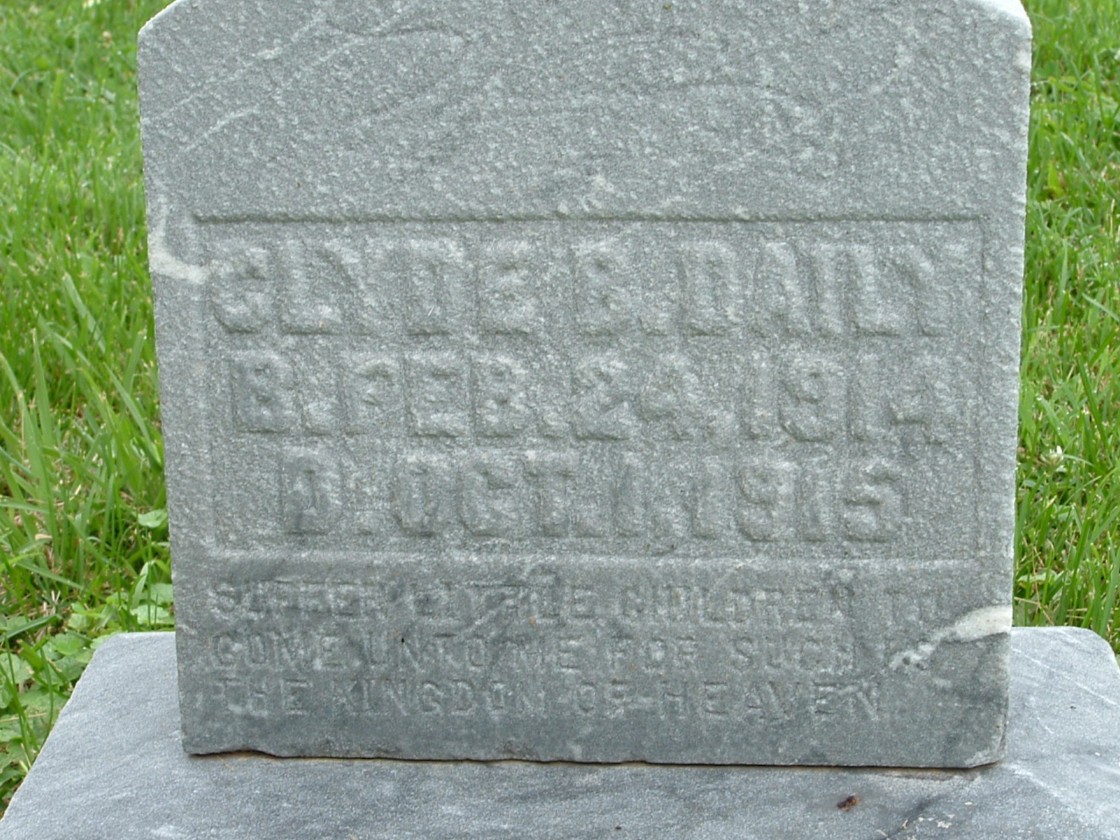 CLYDE B. DAILY
B. FEB. 24. 1914
D. OCT. 1. 1915
SUFFER LITTLE CHILDREN TO
COME UNTO ME FOR SUCH IS
THE KINGDOM OF HEAVEN